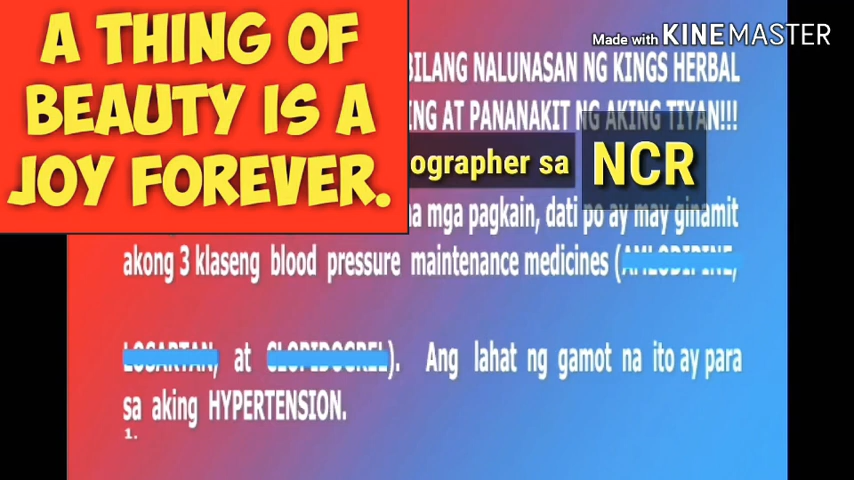 A THING OF
BEAUTY IS A
JOY FOREVER.
Made with KINEMASTER
BILANG NALUNASAN NG KINGS HERBAL
ING AT PANANAKIT NG AKING TIYAN!!!
ographer sa NCR
na mga pagkain, dati po ay may ginamit
akong 3 klaseng blood pressure maintenance medicines (AMLODIPINE,
LOSARTAN, at CLOPIDOGREL). Ang lahat ng gamot na ito ay para
sa aking HYPERTENSION.
1.